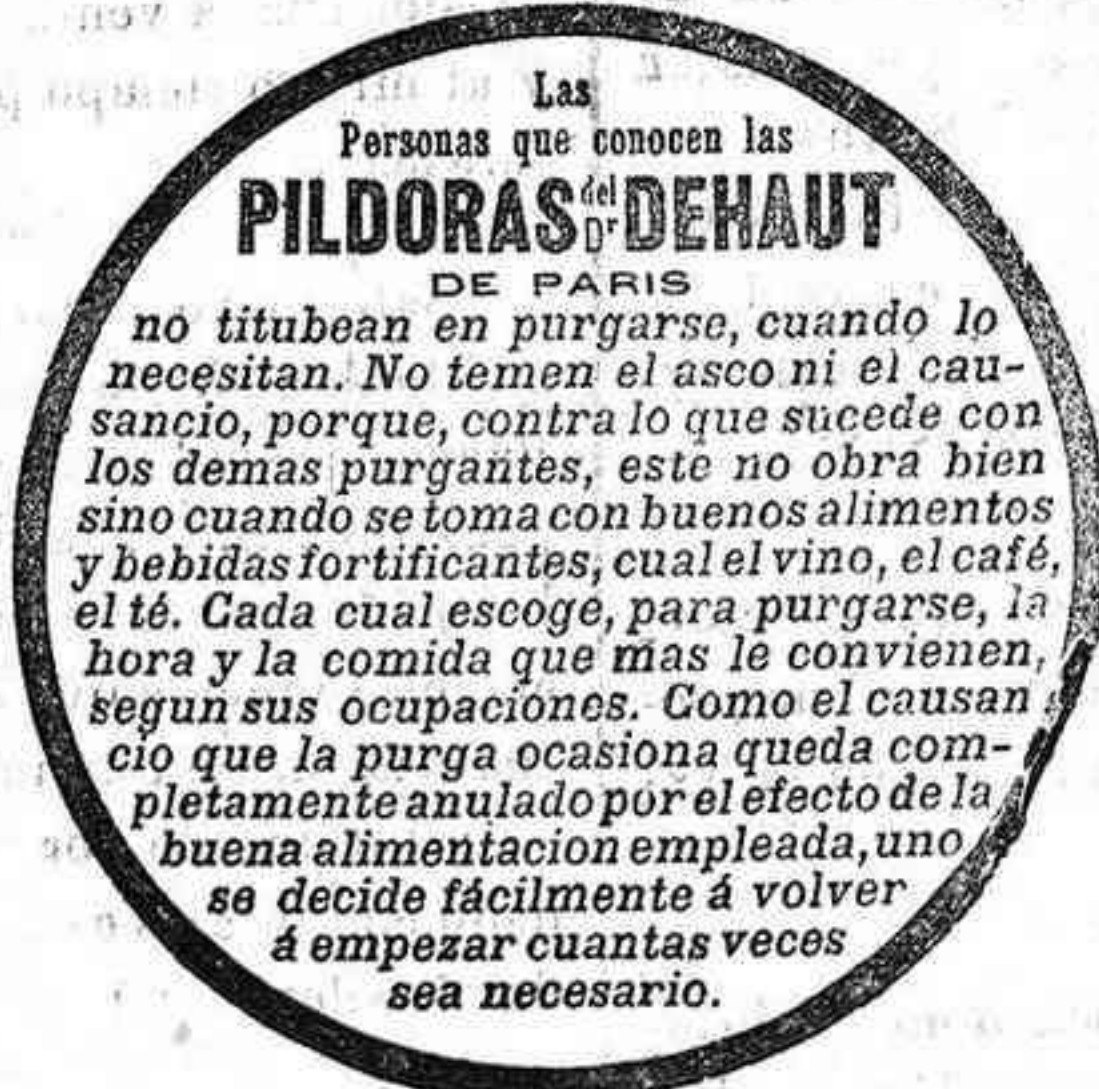 Las
Personas que conocen las
PILDORAS del Dr DEHAUT
DE PARIS
no titubean en purgarse, cuando lo
necesitan. No temen el asco ni el cau-
sancio, porque, contra lo que sucede con
los demas purgantes, este no obra bien
sino cuando se toma con buenos alimentos
y bebidas fortificantes, cual el vino, el café,
el té. Cada cual escoge, para purgarse, la
hora y la comida que mas le convienen,
segun sus ocupaciones. Como el causan
cio que la purga ocasiona queda com-
pletamente anulado por el efecto de la
buena alimentacion empleada, uno
se decide fácilmente á volver
á empezar cuantas veces
sea necesario.